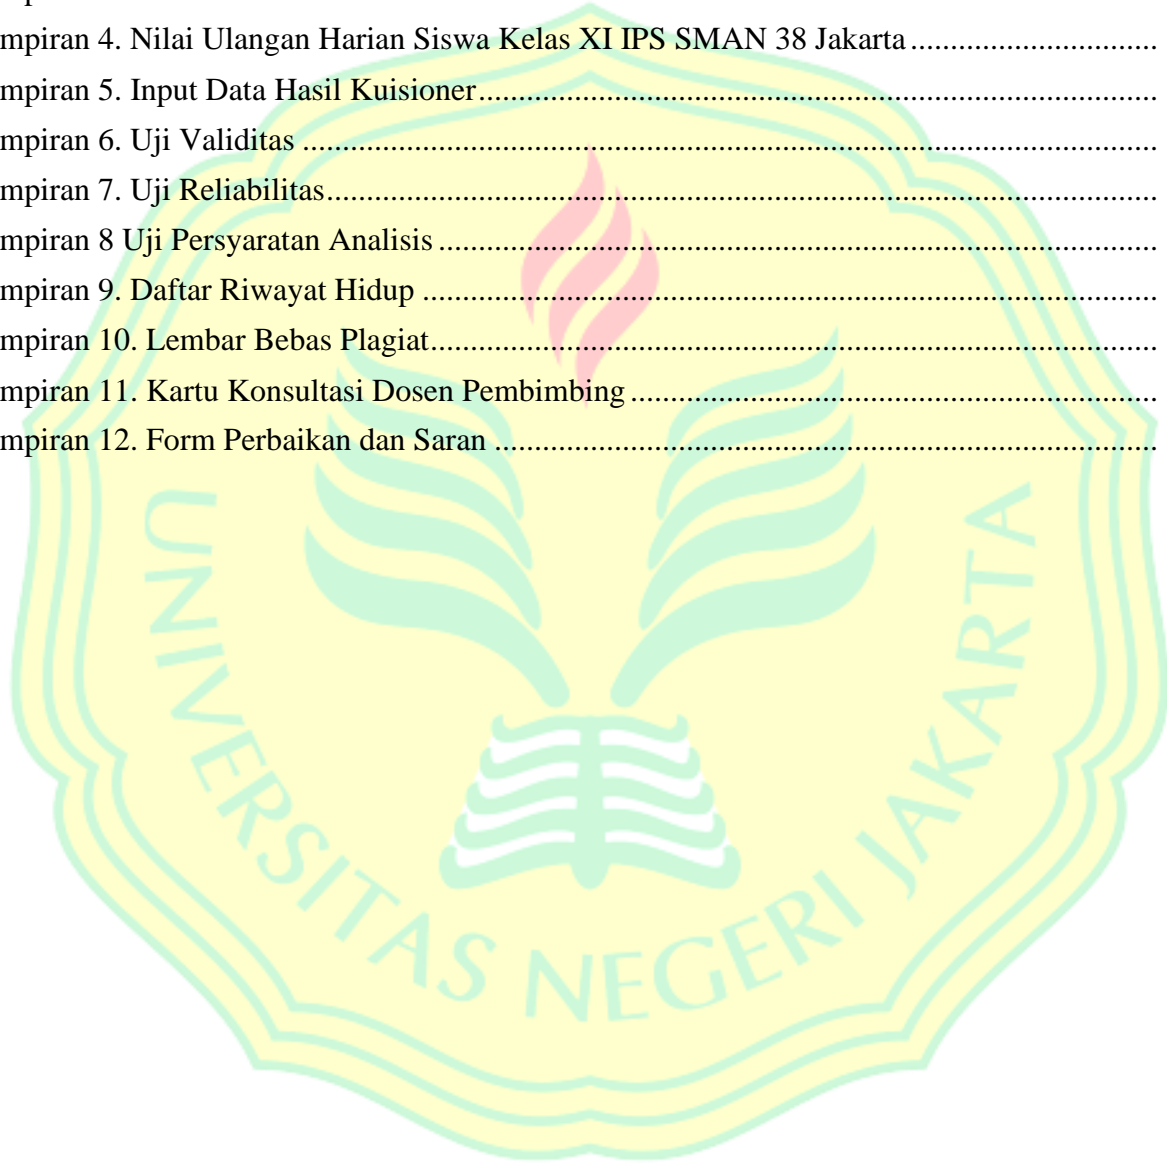 mpiran 4. Nilai Ulangan Harian Siswa Kelas XI IPS SMAN 38 Jakarta ..............................
mpiran 5. Input Data Hasil Kuisioner....................................................................................
mpiran 6. Uji Validitas .........................................................................................................
mpiran 7. Uji Reliabilitas......................................................................................................
mpiran 8 Uji Persyaratan Analisis ........................................................................................
mpiran 9. Daftar Riwayat Hidup ..........................................................................................
mpiran 10. Lembar Bebas Plagiat.........................................................................................
mpiran 11. Kartu Konsultasi Dosen Pembimbing .................................................................
mpiran 12. Form Perbaikan dan Saran .................................................................................
UNIVERSITAS NEGERI JAKARTA